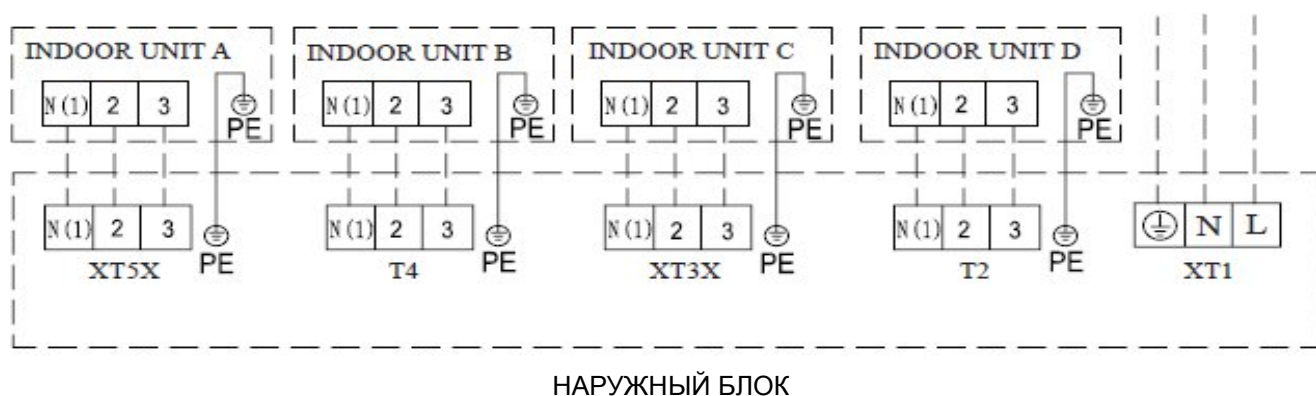 INDOOR UNIT A INDOOR UNIT B INDOOR UNIT C INDOOR UNIT D
N(1) 2 3 N(1) 2 3 N(1) 2 3 N(1) 2 3
PE PE PE PE
N(1) 2 3 N(1) 2 3 N(1) 2 3 N(1) 2 3 N L
PE PE PE PE
XT5X T4 XT3X T2 XT1
НАРУЖНЫЙ БЛОК